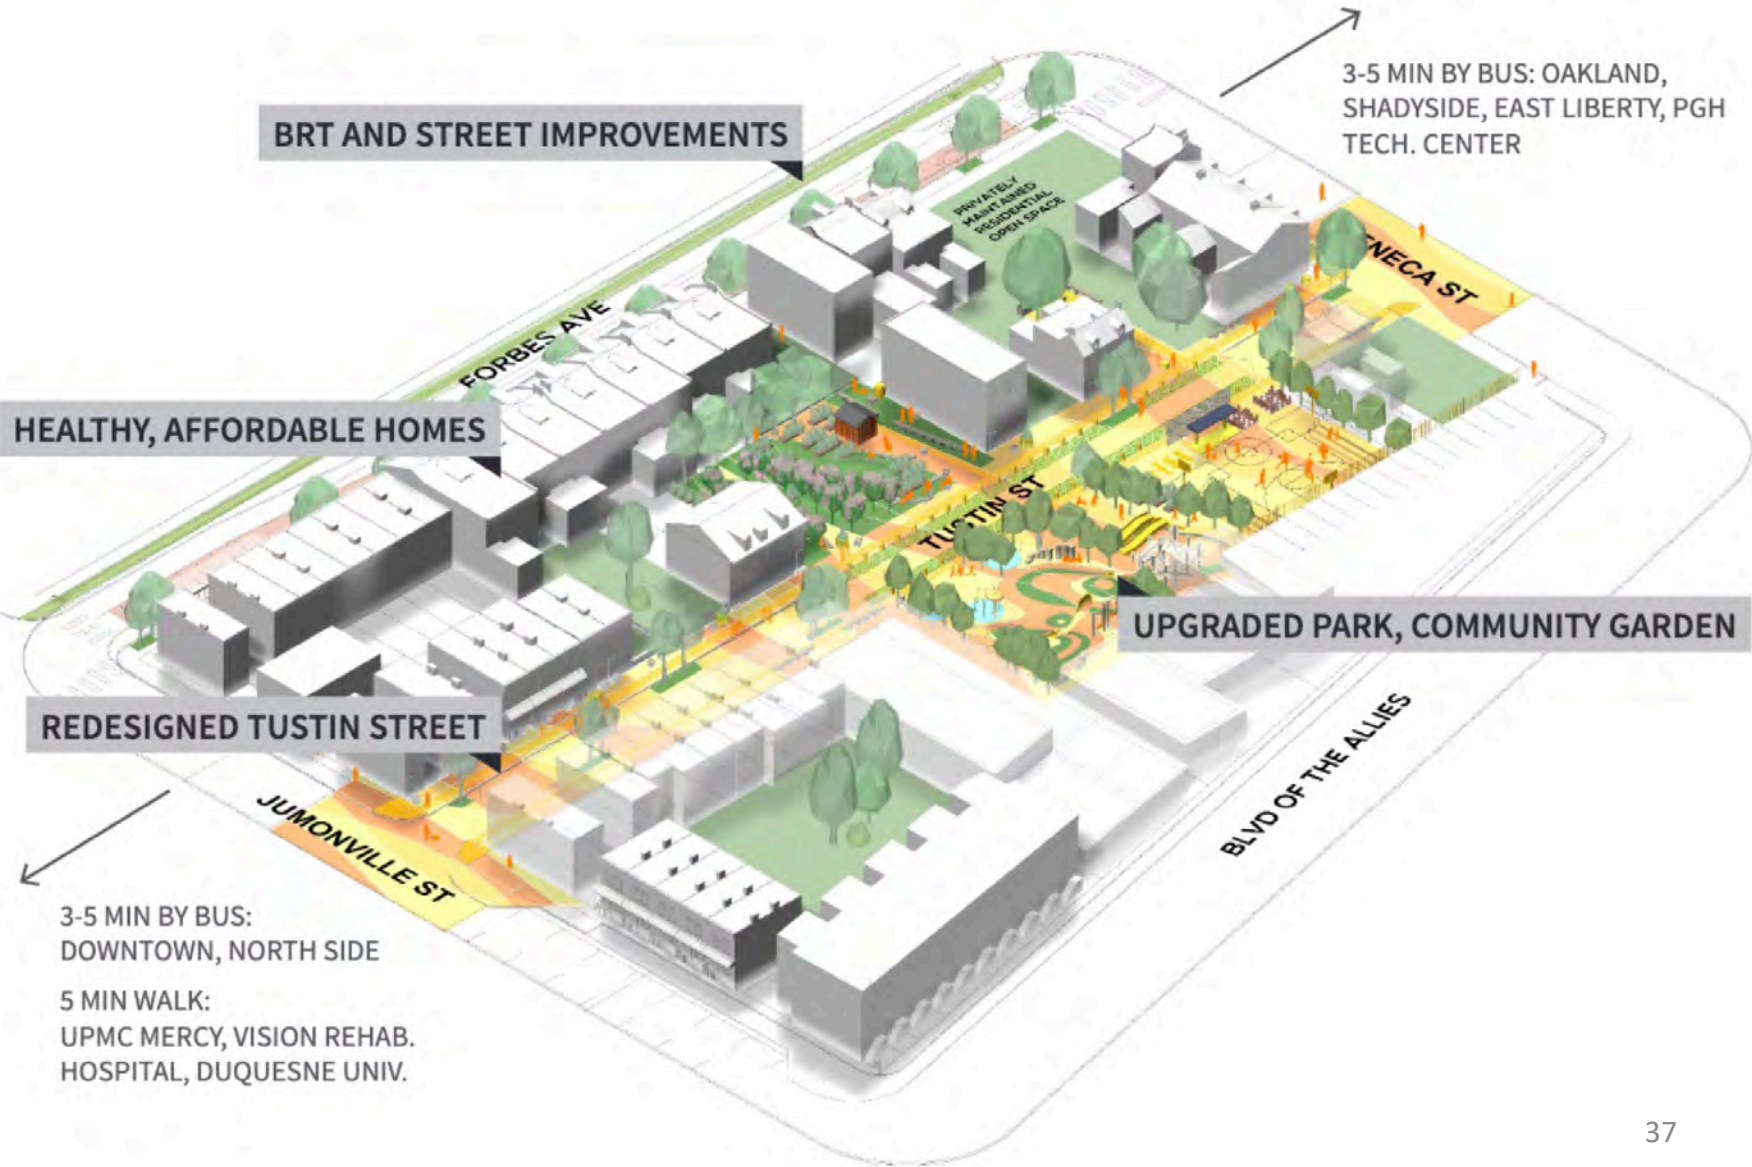 3-5 MIN BY BUS: OAKLAND,
SHADYSIDE, EAST LIBERTY, PGH
TECH. CENTER
BRT AND STREET IMPROVEMENTS
PRIVATELY
MAINTAINED
RESIDENTIAL
OPEN SPACE
ENECA ST
FORBES AVE
HEALTHY, AFFORDABLE HOMES
TUSTIN ST
UPGRADED PARK, COMMUNITY GARDEN
REDESIGNED TUSTIN STREET
BLVD OF THE ALLIES
JUMONVILLE ST
3-5 MIN BY BUS:
DOWNTOWN, NORTH SIDE
5 MIN WALK:
UPMC MERCY, VISION REHAB.
HOSPITAL, DUQUESNE UNIV.
37